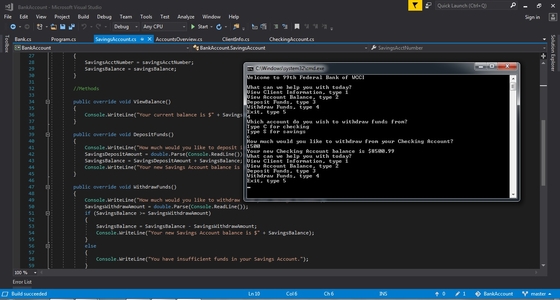 BankAccount - Microsoft Visual Studio
Quick Launch (Ctrl+Q)
File Edit View Project Build Debug Team Tools Test Analyze Window Help
Sign in
Debug Any CPU Start
Bank.cs Program.cs SavingsAccount.cs AccountsOverview.cs ClientInfo.cs CheckingAccount.cs
BankAccount BankAccount.SavingsAccount SavingsAcctNumber
Toolbox
SavingsAcctNumber = savingsAcctNumber;
SavingsBalance = savingsBalance;
}
//Methods
public override void ViewBalance()
{
Console.WriteLine("Your current balance is $" + Savings
}
public override void DepositFunds()
{
Console.WriteLine("How much would you like to deposit
SavingsDepositAmount = double.Parse(Console.ReadLine());
SavingsBalance = SavingsDepositAmount + SavingsBalance;
Console.WriteLine("Your new Savings Account balance is
}
public override void WithdrawFunds()
{
Console.WriteLine("How much would you like to withdraw
SavingsWithdrawAmount = double.Parse(Console.ReadLine());
if (SavingsBalance >= SavingsWithdrawAmount)
{
SavingsBalance = SavingsBalance - SavingsWithdrawAmount;
Console.WriteLine("Your new Savings Account balance is $" + SavingsBalance);
}
else
{
Console.WriteLine("You have insufficient funds in your Savings Account.");
}
C:\Windows\system32\cmd.exe
Welcome to 99th Federal Bank of WCCI
What can we help you with today?
View Client Information, type 1
View Account Balance, type 2
Deposit Funds, type 3
Withdraw Funds, type 4
Exit, type 5
4
Which account do you wish to withdraw funds from?
Type C for checking
Type S for savings
c
How much would you like to withdraw from your Checking Account?
1500
Your new Checking Account balance is $8500.99
What can we help you with today?
View Client Information, type 1
View Account Balance, type 2
Deposit Funds, type 3
Withdraw Funds, type 4
Exit, type 5
100 %
Error List
Build succeeded Ln 10 Col 6 Ch 6 BankAccount master